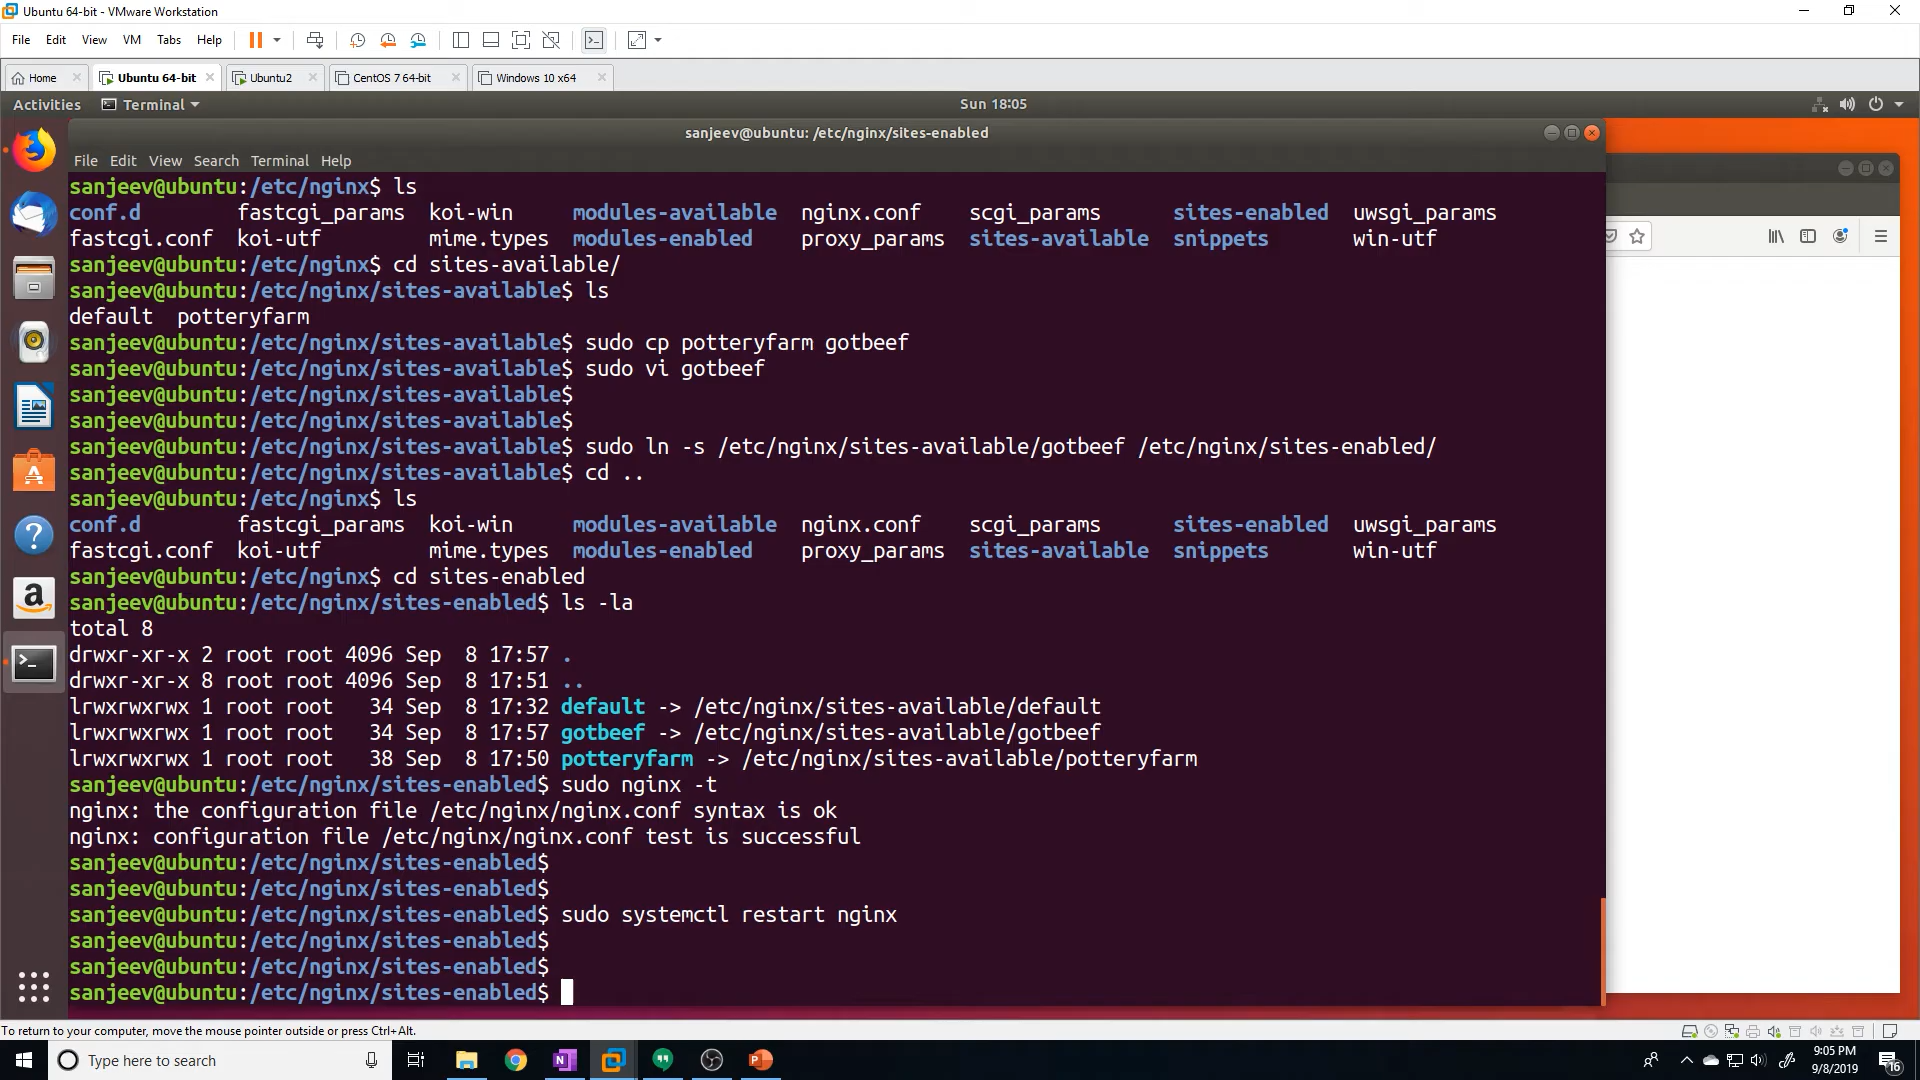 Ubuntu 64-bit - VMware Workstation
File Edit View VM Tabs Help
Home Ubuntu 64-bit Ubuntu2 CentOS 7 64-bit Windows 10 x64
Activities Terminal Sun 18:05
sanjeev@ubuntu: /etc/nginx/sites-enabled
File Edit View Search Terminal Help
sanjeev@ubuntu:/etc/nginx$ ls
conf.d fastcgi_params koi-win modules-available nginx.conf scgi_params sites-enabled uwsgi_params
fastcgi.conf koi-utf mime.types modules-enabled proxy_params sites-available snippets win-utf
sanjeev@ubuntu:/etc/nginx$ cd sites-available/
sanjeev@ubuntu:/etc/nginx/sites-available$ ls
default potteryfarm
sanjeev@ubuntu:/etc/nginx/sites-available$ sudo cp potteryfarm gotbeef
sanjeev@ubuntu:/etc/nginx/sites-available$ sudo vi gotbeef
sanjeev@ubuntu:/etc/nginx/sites-available$
sanjeev@ubuntu:/etc/nginx/sites-available$
sanjeev@ubuntu:/etc/nginx/sites-available$ sudo ln -s /etc/nginx/sites-available/gotbeef /etc/nginx/sites-enabled/
sanjeev@ubuntu:/etc/nginx/sites-available$ cd ..
sanjeev@ubuntu:/etc/nginx$ ls
conf.d fastcgi_params koi-win modules-available nginx.conf scgi_params sites-enabled uwsgi_params
fastcgi.conf koi-utf mime.types modules-enabled proxy_params sites-available snippets win-utf
sanjeev@ubuntu:/etc/nginx$ cd sites-enabled
sanjeev@ubuntu:/etc/nginx/sites-enabled$ ls -la
total 8
drwxr-xr-x 2 root root 4096 Sep 8 17:57 .
drwxr-xr-x 8 root root 4096 Sep 8 17:51 ..
lrwxrwxrwx 1 root root 34 Sep 8 17:32 default -> /etc/nginx/sites-available/default
lrwxrwxrwx 1 root root 34 Sep 8 17:57 gotbeef -> /etc/nginx/sites-available/gotbeef
lrwxrwxrwx 1 root root 38 Sep 8 17:50 potteryfarm -> /etc/nginx/sites-available/potteryfarm
sanjeev@ubuntu:/etc/nginx/sites-enabled$ sudo nginx -t
nginx: the configuration file /etc/nginx/nginx.conf syntax is ok
nginx: configuration file /etc/nginx/nginx.conf test is successful
sanjeev@ubuntu:/etc/nginx/sites-enabled$
sanjeev@ubuntu:/etc/nginx/sites-enabled$
sanjeev@ubuntu:/etc/nginx/sites-enabled$ sudo systemctl restart nginx
sanjeev@ubuntu:/etc/nginx/sites-enabled$
sanjeev@ubuntu:/etc/nginx/sites-enabled$
sanjeev@ubuntu:/etc/nginx/sites-enabled$
To return to your computer, move the mouse pointer outside or press Ctrl+Alt.
Type here to search
9:05 PM
9/8/2019
16